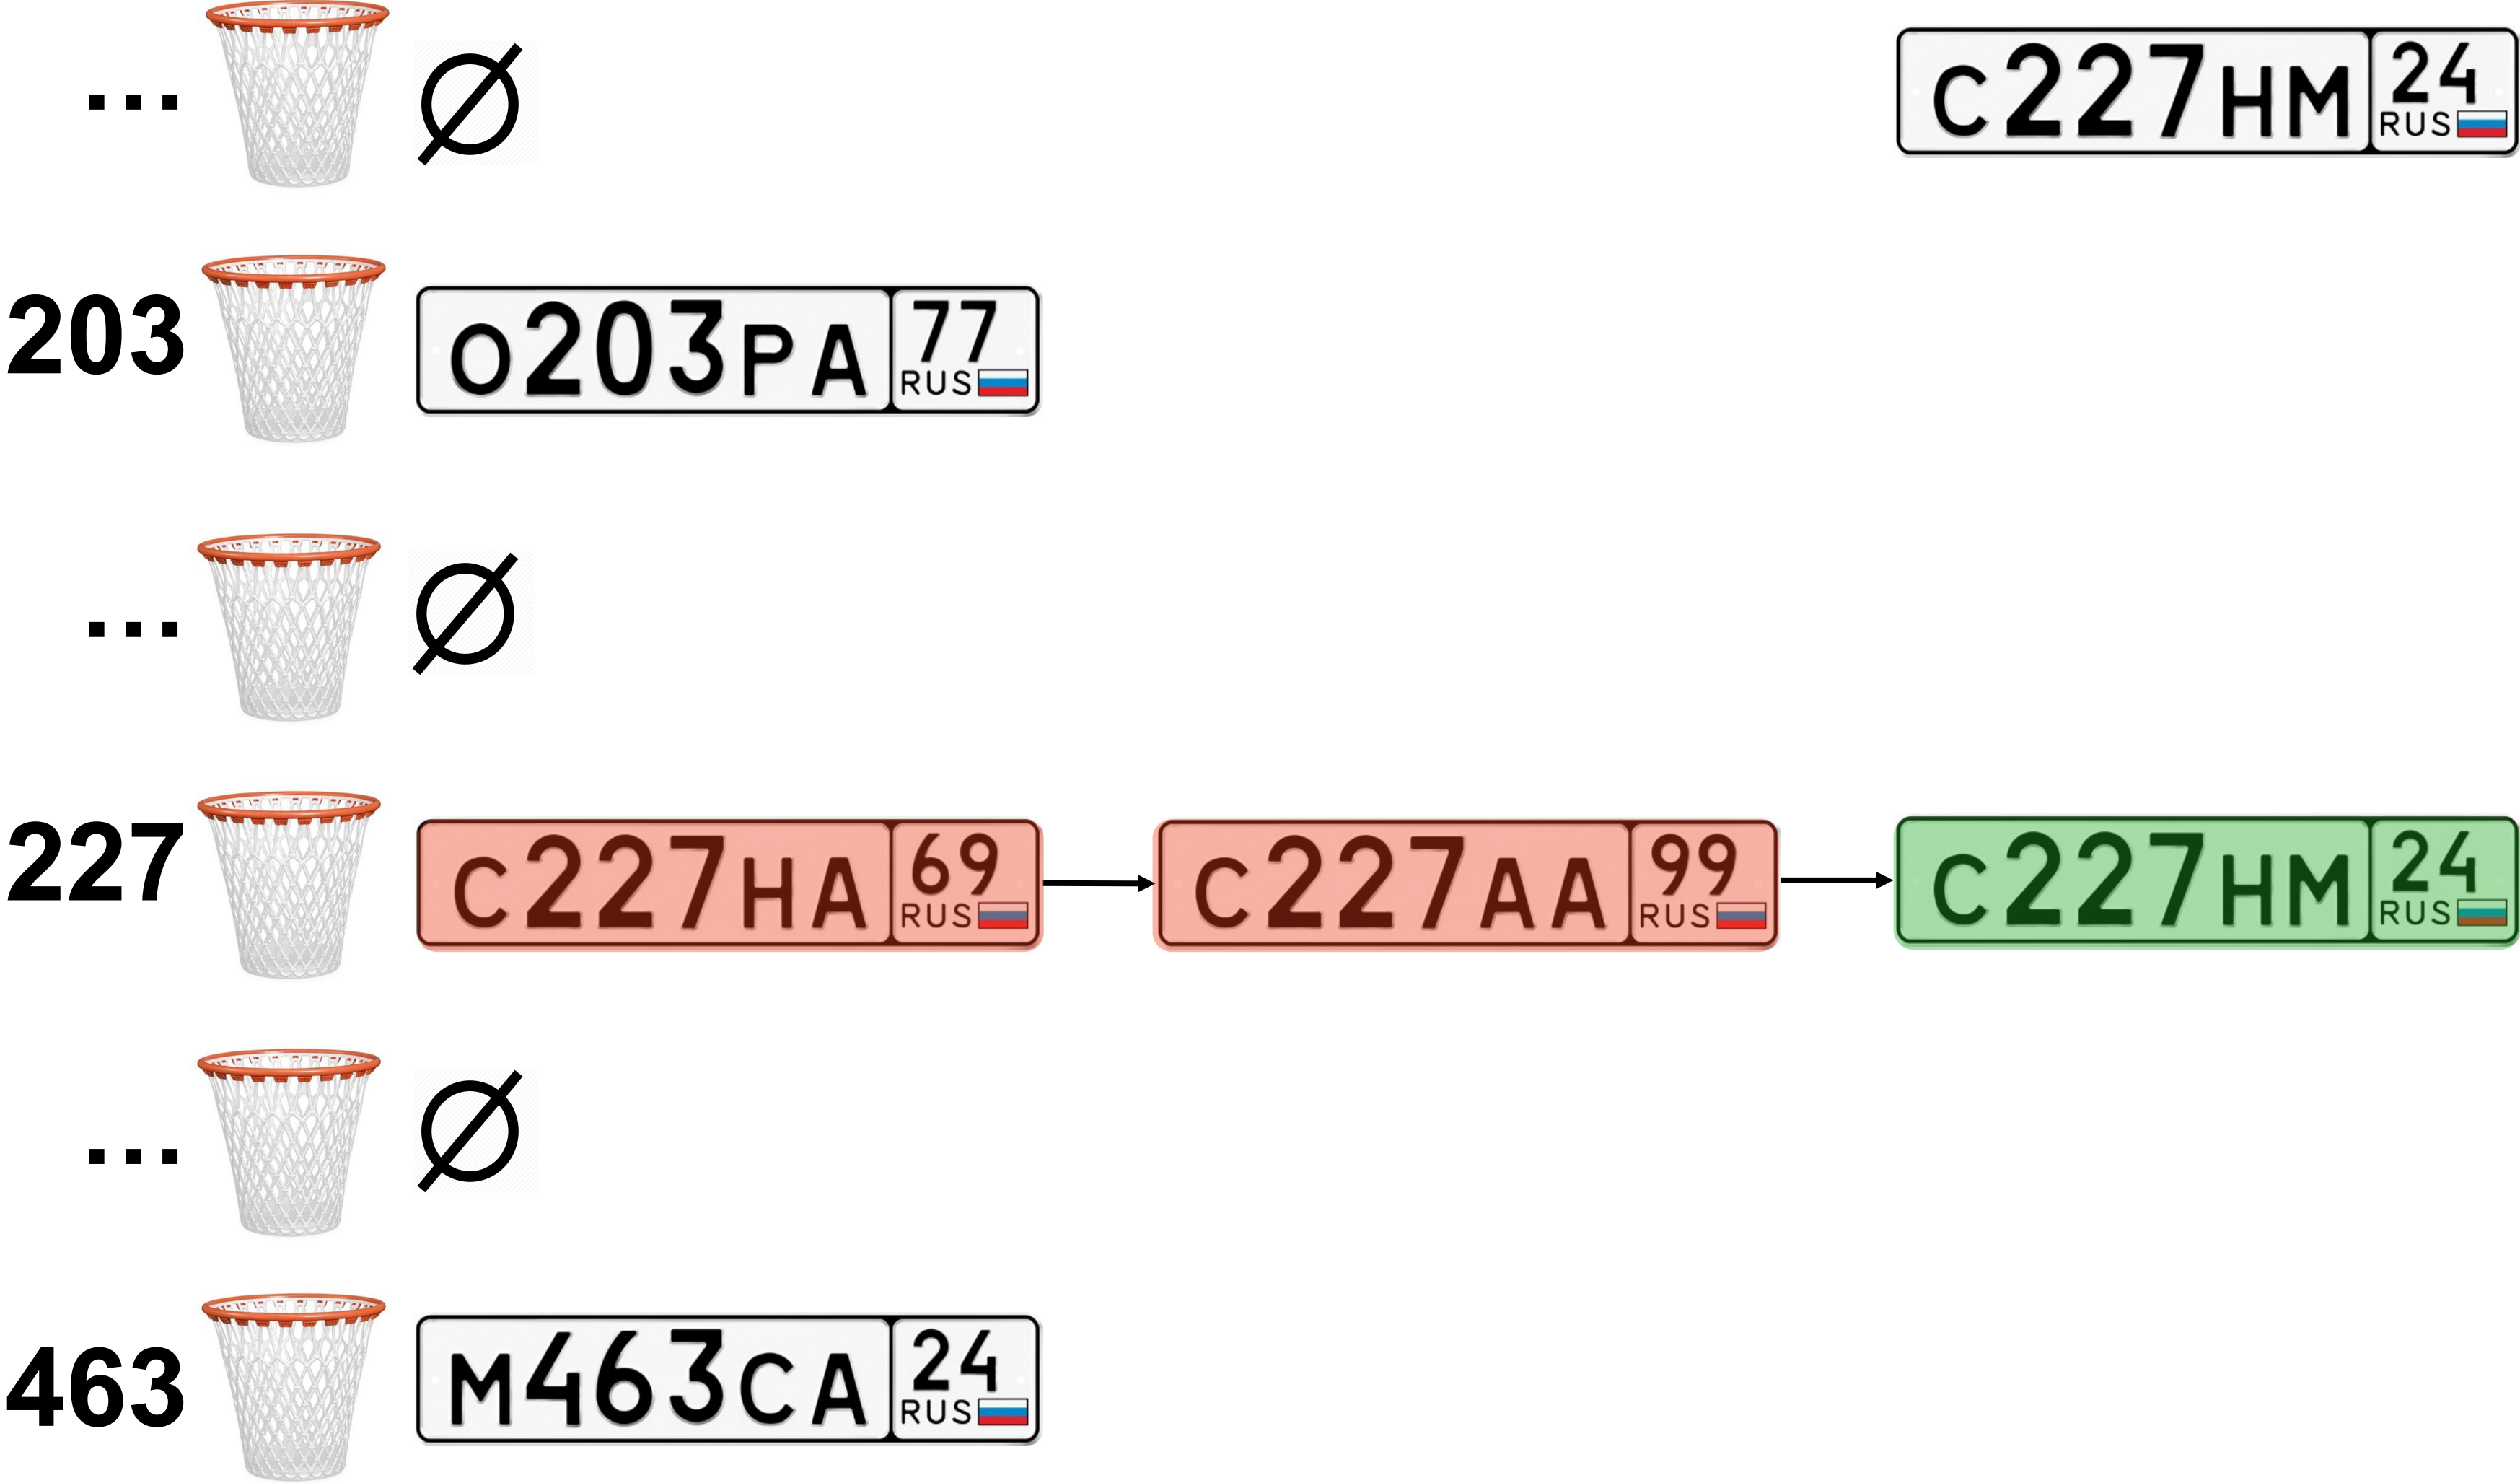 ...
С227НМ 24 RUS
203
О203РА 77 RUS
...
227
С227НА 69 RUS
С227АА 99 RUS
С227НМ 24 RUS
...
463
М463СА 24 RUS